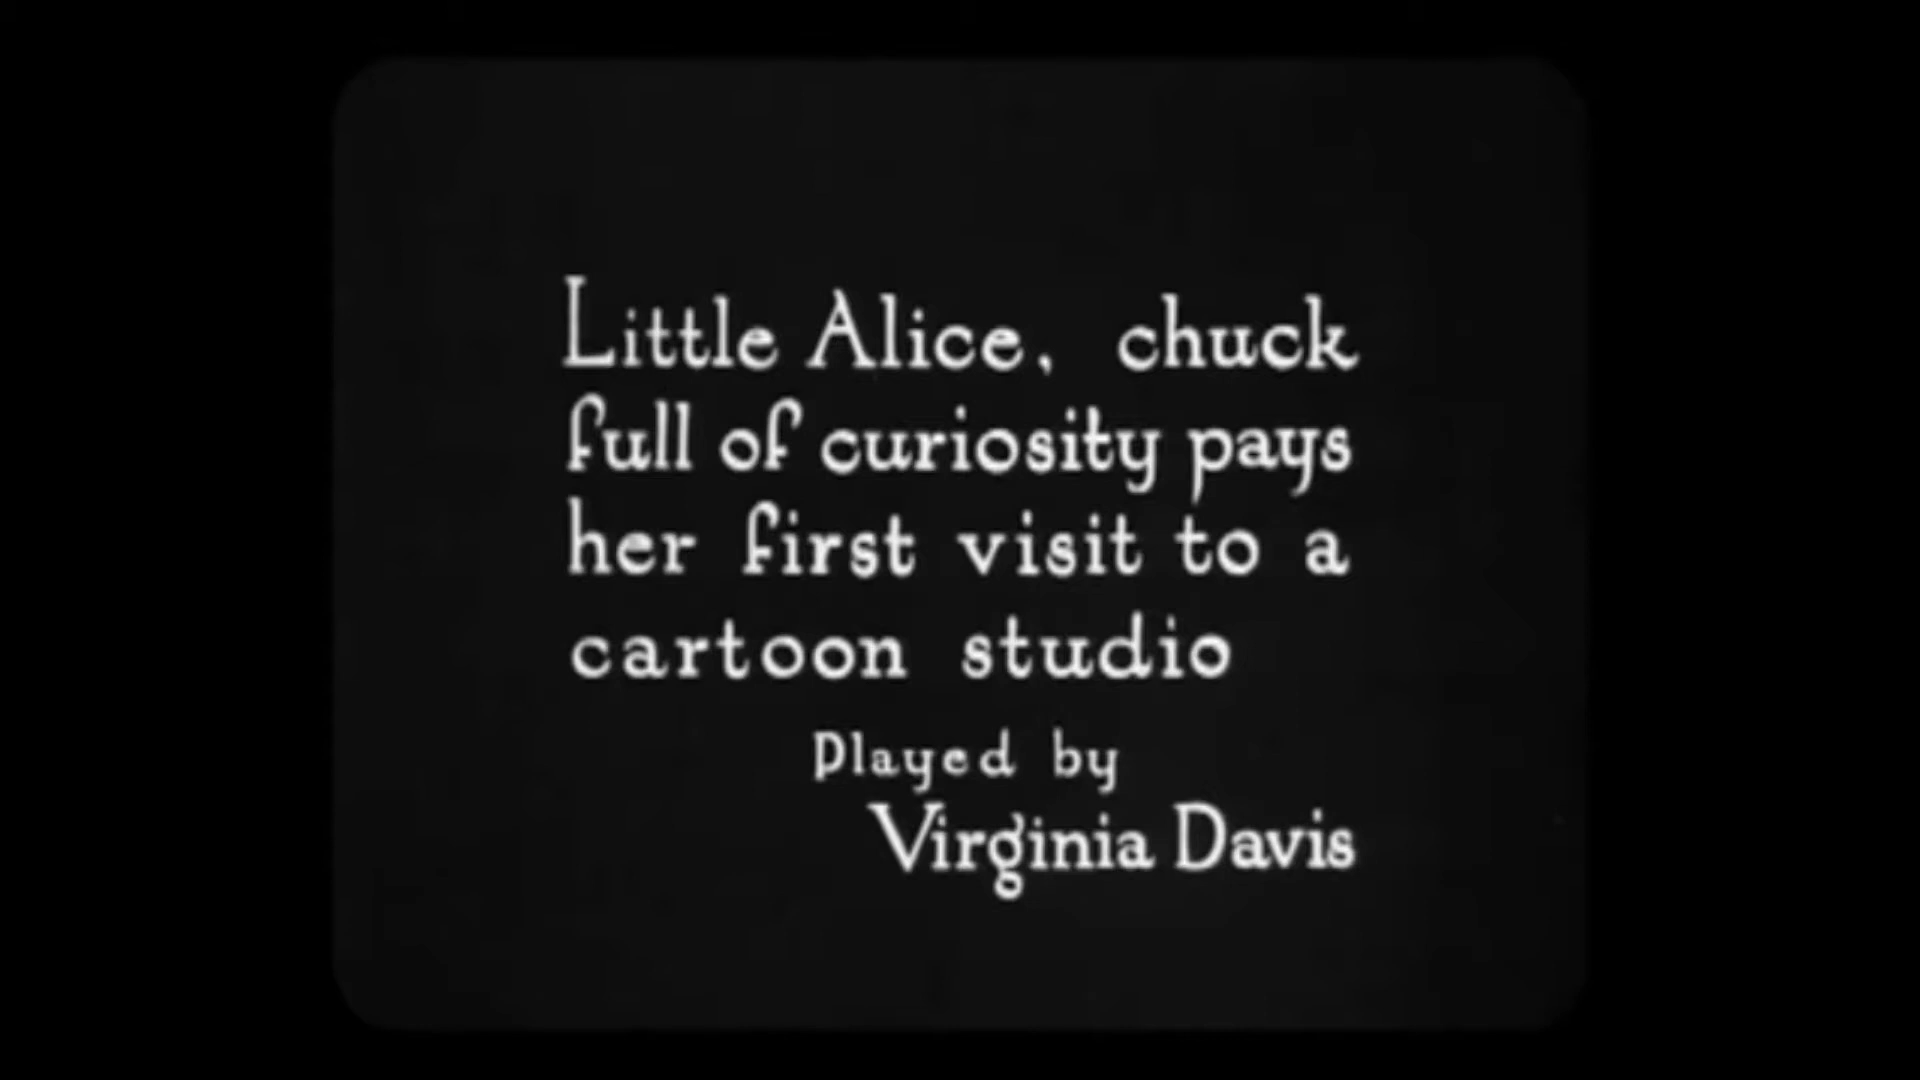 Little Alice, chuck
full of curiosity pays
her first visit to a
cartoon studio
Played by
Virginia Davis